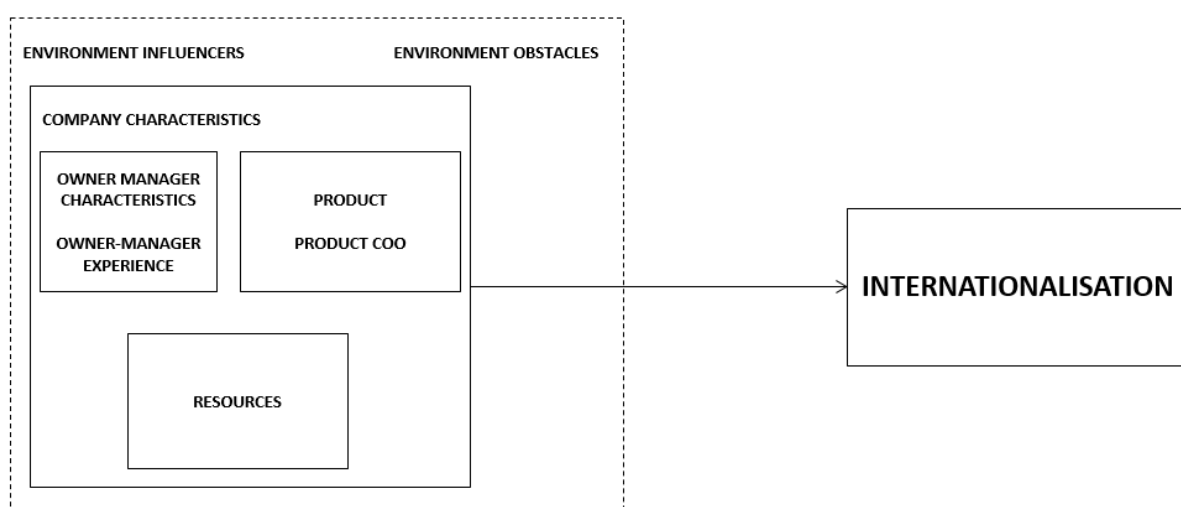 ENVIRONMENT INFLUENCERS
ENVIRONMENT OBSTACLES
COMPANY CHARACTERISTICS
OWNER MANAGER
CHARACTERISTICS
OWNER-MANAGER
EXPERIENCE
PRODUCT
PRODUCT COO
RESOURCES
INTERNATIONALISATION